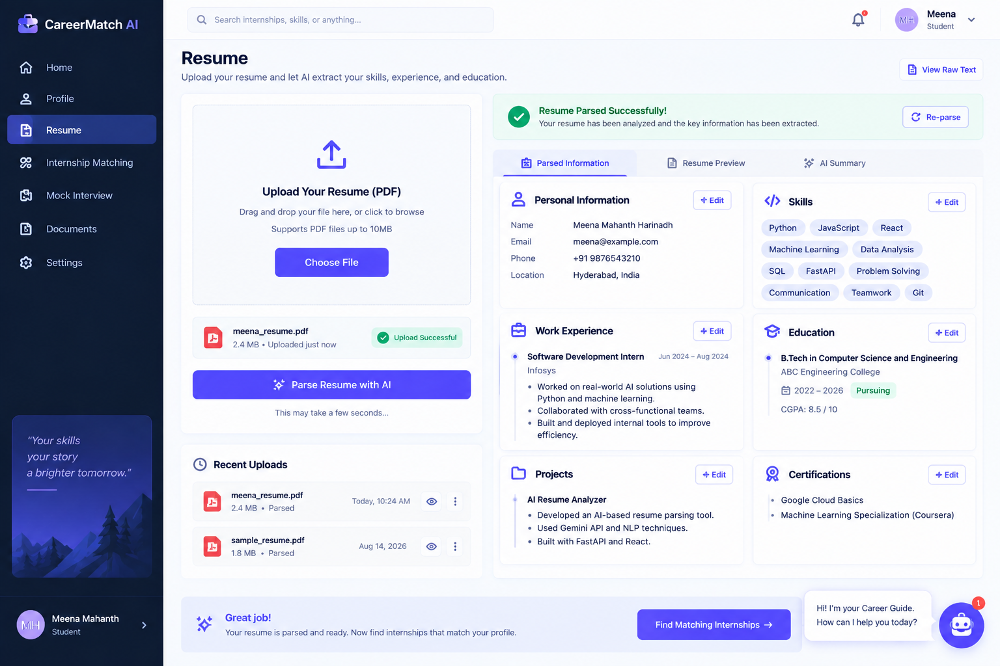 CareerMatch AI
Home
Profile
Resume
Internship Matching
Mock Interview
Documents
Settings
"Your skills
your story
a brighter tomorrow."
MH
Meena Mahanth
Student
Search internships, skills, or anything...
MH
Meena
Student
Resume
Upload your resume and let AI extract your skills, experience, and education.
View Raw Text
Upload Your Resume (PDF)
Drag and drop your file here, or click to browse
Supports PDF files up to 10MB
Choose File
meena_resume.pdf
2.4 MB • Uploaded just now
Upload Successful
Parse Resume with AI
This may take a few seconds...
Recent Uploads
meena_resume.pdf
2.4 MB • Parsed
Today, 10:24 AM
sample_resume.pdf
1.8 MB • Parsed
Aug 14, 2026
Resume Parsed Successfully!
Your resume has been analyzed and the key information has been extracted.
Re-parse
Parsed Information
Resume Preview
AI Summary
Personal Information
+ Edit
Name Meena Mahanth Harinadh
Email meena@example.com
Phone +91 9876543210
Location Hyderabad, India
Skills
+ Edit
Python JavaScript React
Machine Learning Data Analysis
SQL FastAPI Problem Solving
Communication Teamwork Git
Work Experience
+ Edit
Software Development Intern Jun 2024 – Aug 2024
Infosys
• Worked on real-world AI solutions using
Python and machine learning.
• Collaborated with cross-functional teams.
• Built and deployed internal tools to improve
efficiency.
Education
+ Edit
B.Tech in Computer Science and Engineering
ABC Engineering College
2022 – 2026 Pursuing
CGPA: 8.5 / 10
Projects
+ Edit
AI Resume Analyzer
• Developed an AI-based resume parsing tool.
• Used Gemini API and NLP techniques.
• Built with FastAPI and React.
Certifications
+ Edit
• Google Cloud Basics
• Machine Learning Specialization (Coursera)
Great job!
Your resume is parsed and ready. Now find internships that match your profile.
Find Matching Internships →
Hi! I'm your Career Guide.
How can I help you today?
1